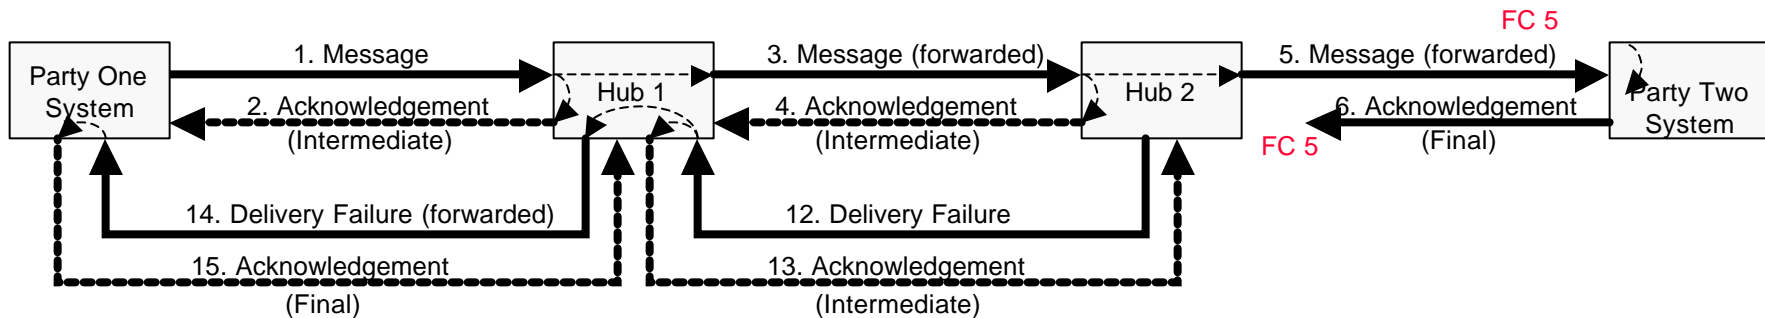 FC 5
1. Message
3. Message (forwarded)
5. Message (forwarded)
Party One
System
Hub 1
Hub 2
Party Two
System
2. Acknowledgement
(Intermediate)
4. Acknowledgement
(Intermediate)
6. Acknowledgement
(Final)
FC 5
14. Delivery Failure (forwarded)
12. Delivery Failure
15. Acknowledgement
(Final)
13. Acknowledgement
(Intermediate)